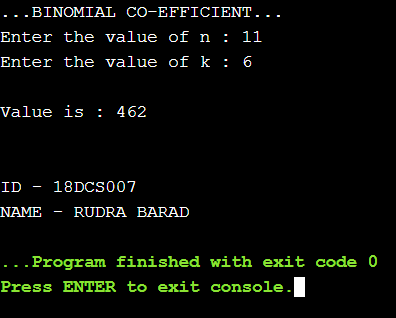 ...BINOMIAL CO-EFFICIENT...
Enter the value of n : 11
Enter the value of k : 6
Value is : 462
ID - 18DCS007
NAME - RUDRA BARAD
...Program finished with exit code 0
Press ENTER to exit console.